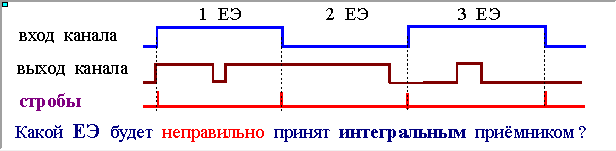 1 ЕЭ 2 ЕЭ 3 ЕЭ
вход канала
выход канала
стробы
Какой ЕЭ будет неправильно принят интегральным приёмником ?